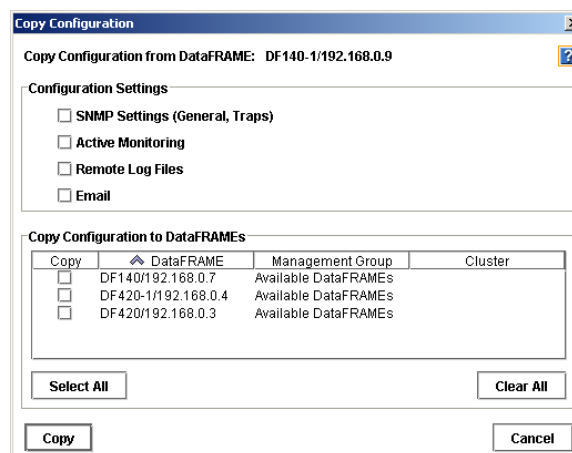 Copy Configuration
Copy Configuration from DataFRAME: DF140-1/192.168.0.9
?
Configuration Settings
SNMP Settings (General, Traps)
Active Monitoring
Remote Log Files
Email
Copy Configuration to DataFRAMEs
Copy DataFRAME Management Group Cluster
DF140/192.168.0.7 Available DataFRAMEs
DF420-1/192.168.0.4 Available DataFRAMEs
DF420/192.168.0.3 Available DataFRAMEs
Select All Clear All
Copy Cancel